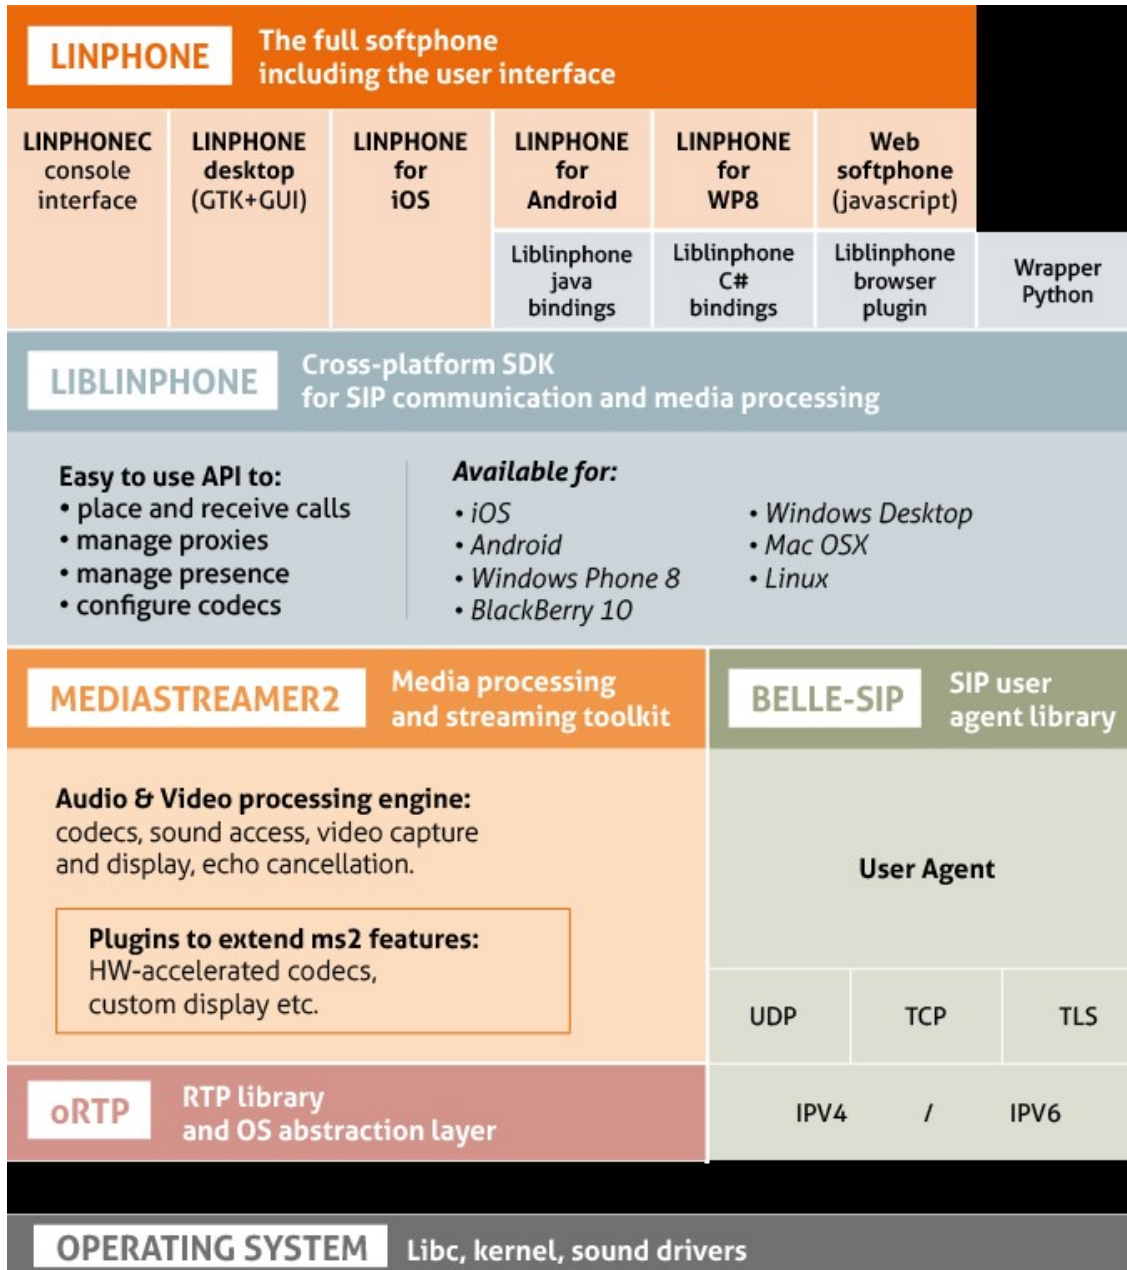 LINPHONE
The full softphone
including the user interface
LINPHONEC
console
interface
LINPHONE
desktop
(GTK+GUI)
LINPHONE
for
iOS
LINPHONE
for
Android
LINPHONE
for
WP8
Web
softphone
(javascript)
Liblinphone
java
bindings
Liblinphone
C#
bindings
Liblinphone
browser
plugin
Wrapper
Python
LIBLINPHONE
Cross-platform SDK
for SIP communication and media processing
Easy to use API to:
• place and receive calls
• manage proxies
• manage presence
• configure codecs
Available for:
• iOS
• Android
• Windows Phone 8
• BlackBerry 10
• Windows Desktop
• Mac OSX
• Linux
MEDIASTREAMER2
Media processing
and streaming toolkit
Audio & Video processing engine:
codecs, sound access, video capture
and display, echo cancellation.
Plugins to extend ms2 features:
HW-accelerated codecs,
custom display etc.
BELLE-SIP
SIP user
agent library
User Agent
UDP
TCP
TLS
IPV4 / IPV6
oRTP
RTP library
and OS abstraction layer
OPERATING SYSTEM
Libc, kernel, sound drivers